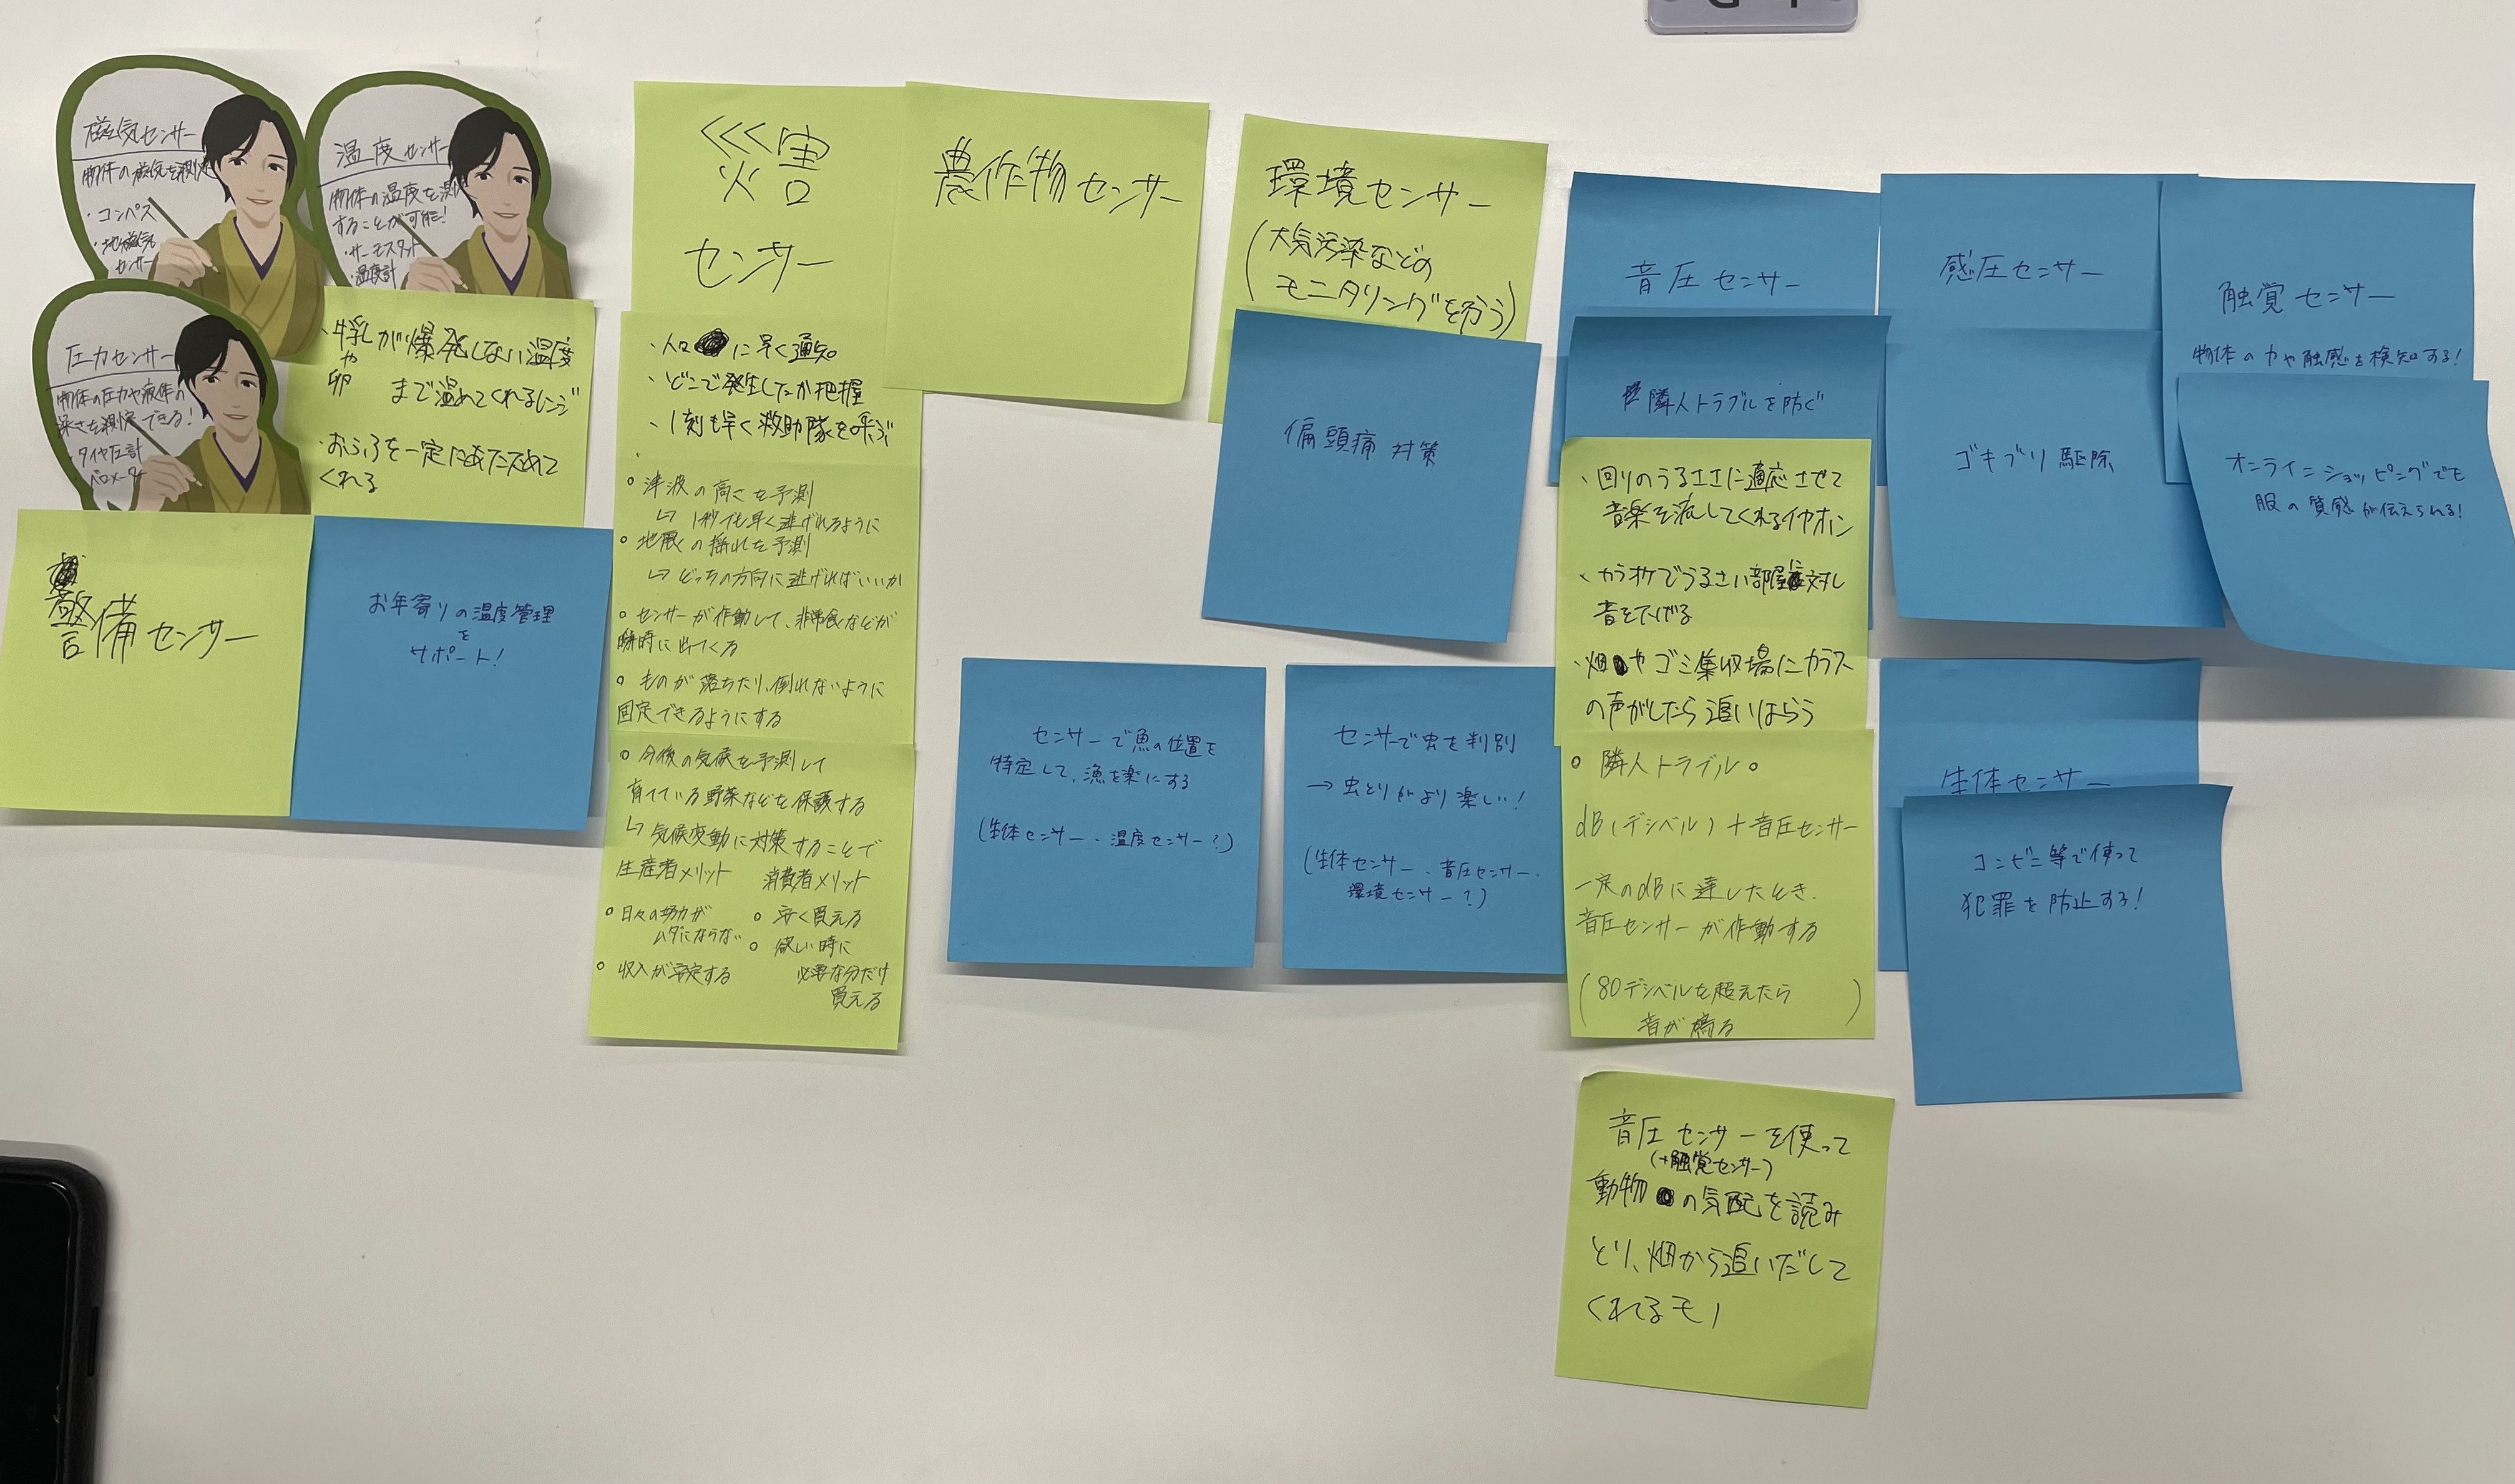 磁気センサー
物体の磁気を測定
・コンパス
・地磁気
センサー
温度センサー
物体の温度を測
することが可能!
・サーモスタット
・温度計
圧力センサー
物体の圧力や液体の
深さを測定できる!
・タイヤ圧計
バロメーター
・牛乳が爆発しない温度
や
卵 まで温めてくれるレンジ
・おふろを一定にあたためて
くれる
警備センサー
お年寄りの温度管理
を
サポート!
災害
センサー
・人口に早く通知
・どこで発生したか把握
・1刻も早く救助隊を呼ぶ
・
○津波の高さを予測
↳1秒でも早く逃げれるように
○地震の揺れを予測
↳どっちの方向に逃げればいいか
○センサーが作動して、非常食などが
瞬時に出てくる
○ものが落ちたり、倒れないように
固定できるようにする
○今後の気候を予測して
育てている野菜などを保護する
↳気候変動に対策することで
生産者メリット 消費者メリット
○日々の努力が
ムダにならない
○収入が安定する
○安く買える
○欲しい時に
必要な分だけ
買える
農作物センサー
環境センサー
(大気汚染などの
モニタリングを行う)
偏頭痛対策
センサーで魚の位置を
特定して、漁を楽にする
(生体センサー、温度センサー?)
センサーで虫を判別
→虫とりがより楽しい!
(生体センサー、音圧センサー、
環境センサー?)
音圧センサー
隣人トラブルを防ぐ
・回りのうるささに適応させて
音楽を流してくれるイヤホン
・カラオケでうるさい部屋に対し
音を下げる
・畑やゴミ集収場にカラス
の声がしたら追いはらう
○隣人トラブル○
dB(デシベル)+音圧センサー
一定のdBに達したとき、
音圧センサーが作動する
(80デシベルを超えたら
音が鳴る)
音圧センサーを使って
(+触覚センサー)
動物の気配を読み
とり、畑から追いだして
くれるモノ
感圧センサー
ゴキブリ駆除
生体センサー
コンビニ等で使って
犯罪を防止する!
触覚センサー
物体の力や触感を検知する!
オンラインショッピングでも
服の質感が伝えられる!